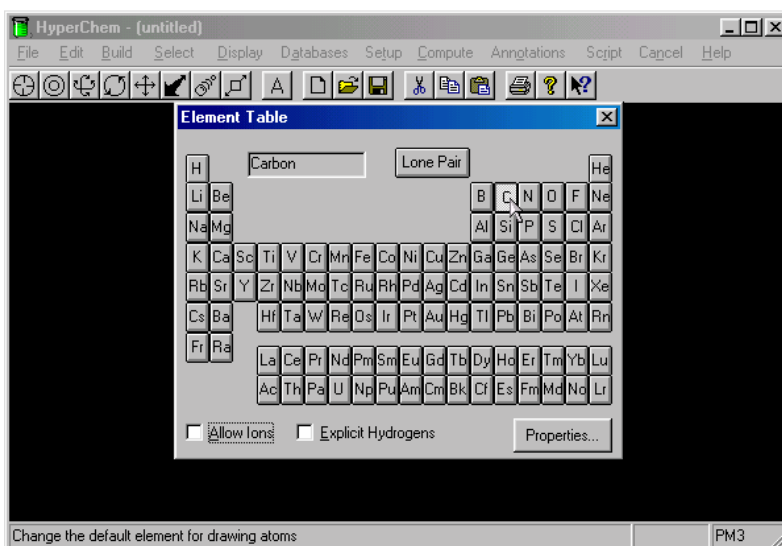 HyperChem - (untitled)
File Edit Build Select Display Databases Setup Compute Annotations Script Cancel Help
A
Element Table
Carbon Lone Pair
H He
Li Be B C N O F Ne
Na Mg Al Si P S Cl Ar
K Ca Sc Ti V Cr Mn Fe Co Ni Cu Zn Ga Ge As Se Br Kr
Rb Sr Y Zr Nb Mo Tc Ru Rh Pd Ag Cd In Sn Sb Te I Xe
Cs Ba Hf Ta W Re Os Ir Pt Au Hg Tl Pb Bi Po At Rn
Fr Ra
La Ce Pr Nd Pm Sm Eu Gd Tb Dy Ho Er Tm Yb Lu
Ac Th Pa U Np Pu Am Cm Bk Cf Es Fm Md No Lr
Allow Ions Explicit Hydrogens Properties...
Change the default element for drawing atoms PM3